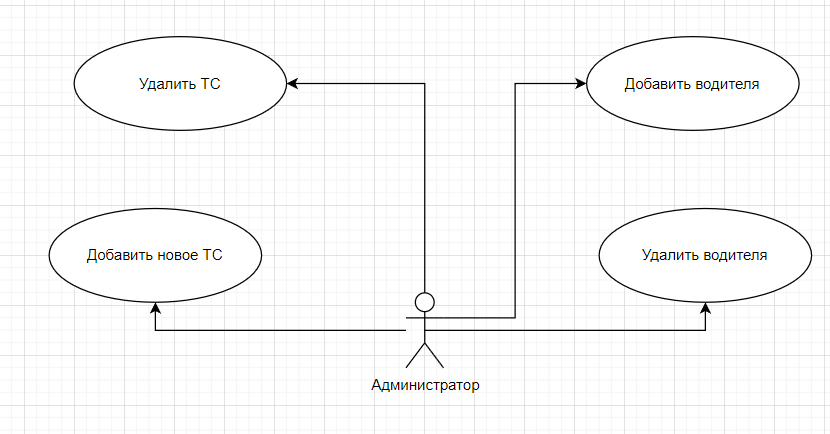 Удалить ТС
Добавить водителя
Добавить новое ТС
Удалить водителя
Администратор